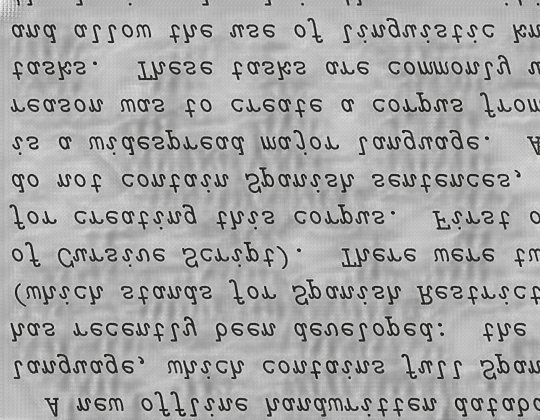 A new offline handwritten databa
language, which contains full Span
has recently been developed: the
(which stands for Spanish Restrict
of Cursive Script). There were tw
for creating this corpus. First o
do not contain Spanish sentences,
is a widespread major language. A
reason was to create a corpus from
tasks. These tasks are commonly u
and allow the use of linguistic kn